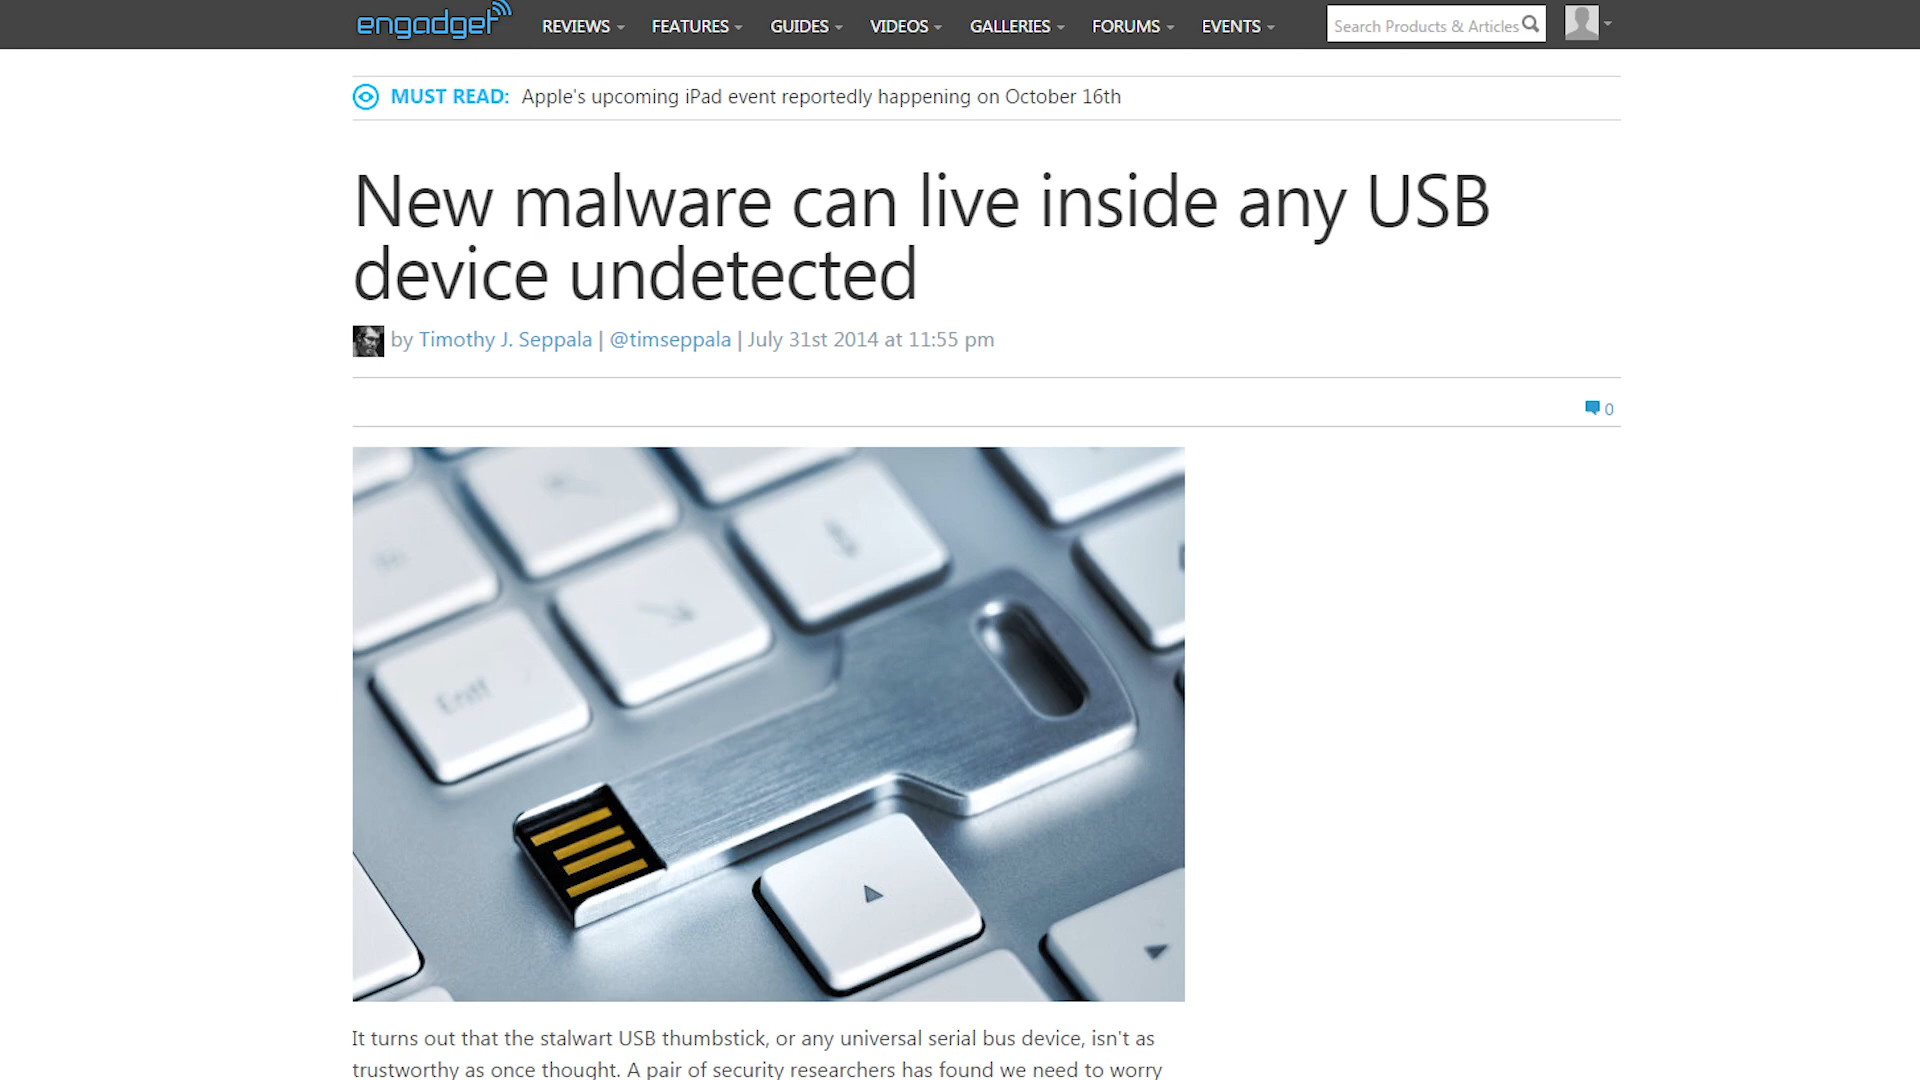 engadget REVIEWS FEATURES GUIDES VIDEOS GALLERIES FORUMS EVENTS Search Products & Articles
MUST READ: Apple's upcoming iPad event reportedly happening on October 16th
New malware can live inside any USB
device undetected
by Timothy J. Seppala | @timseppala | July 31st 2014 at 11:55 pm
0
End
It turns out that the stalwart USB thumbstick, or any universal serial bus device, isn't as
trustworthy as once thought. A pair of security researchers has found we need to worry